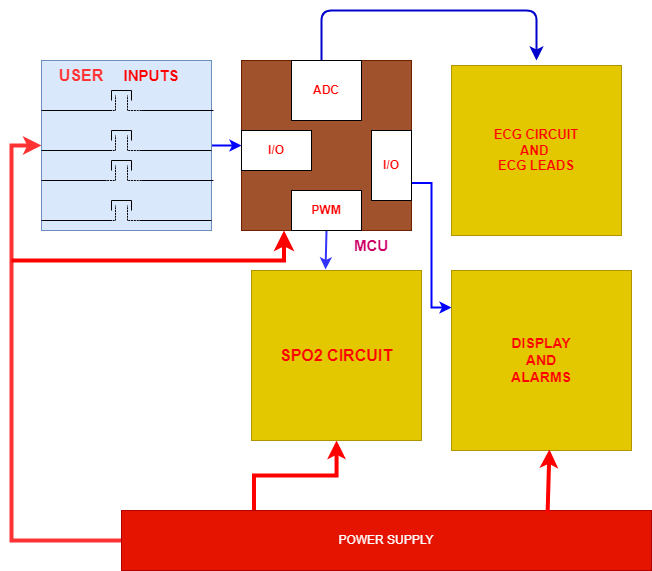 USER INPUTS
ADC
I/O
I/O
PWM
MCU
ECG CIRCUIT
AND
ECG LEADS
SPO2 CIRCUIT
DISPLAY
AND
ALARMS
POWER SUPPLY